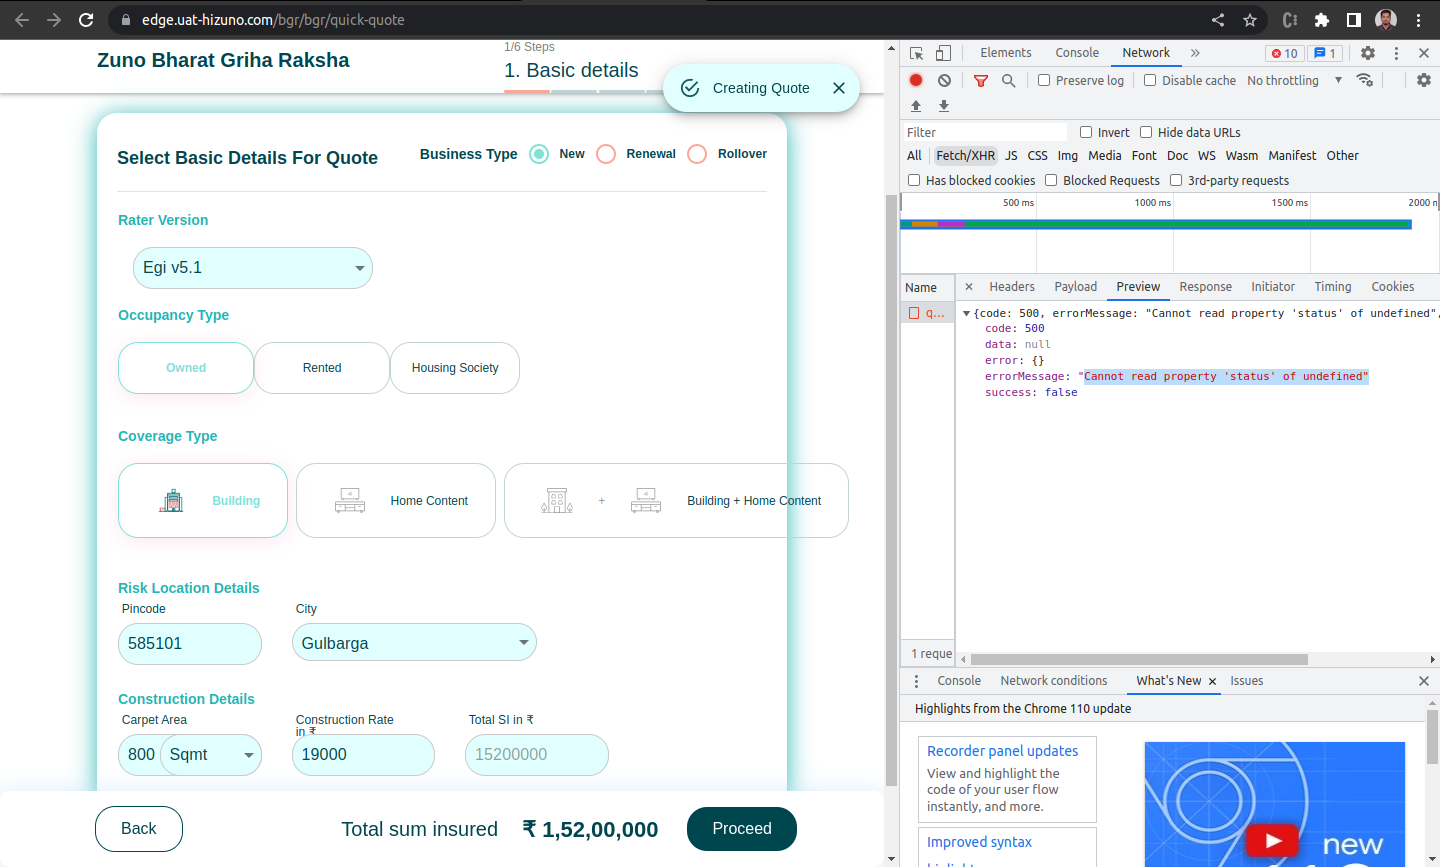 edge.uat-hizuno.com/bgr/bgr/quick-quote
Zuno Bharat Griha Raksha
1/6 Steps
1. Basic details
Creating Quote
Select Basic Details For Quote
Business Type New Renewal Rollover
Rater Version
Egi v5.1
Occupancy Type
Owned Rented Housing Society
Coverage Type
Building Home Content + Building + Home Content
Risk Location Details
Pincode City
585101 Gulbarga
Construction Details
Carpet Area Construction Rate in ₹ Total SI in ₹
800 Sqmt 19000 15200000
Back Total sum insured ₹ 1,52,00,000 Proceed
Elements Console Network » 10 1
Preserve log Disable cache No throttling
Filter Invert Hide data URLs
All Fetch/XHR JS CSS Img Media Font Doc WS Wasm Manifest Other
Has blocked cookies Blocked Requests 3rd-party requests
500 ms 1000 ms 1500 ms 2000 n
Name Headers Payload Preview Response Initiator Timing Cookies
q...
{code: 500, errorMessage: "Cannot read property 'status' of undefined",
code: 500
data: null
error: {}
errorMessage: "Cannot read property 'status' of undefined"
success: false
1 reque
Console Network conditions What's New Issues
Highlights from the Chrome 110 update
Recorder panel updates
View and highlight the
code of your user flow
instantly, and more.
Improved syntax
new